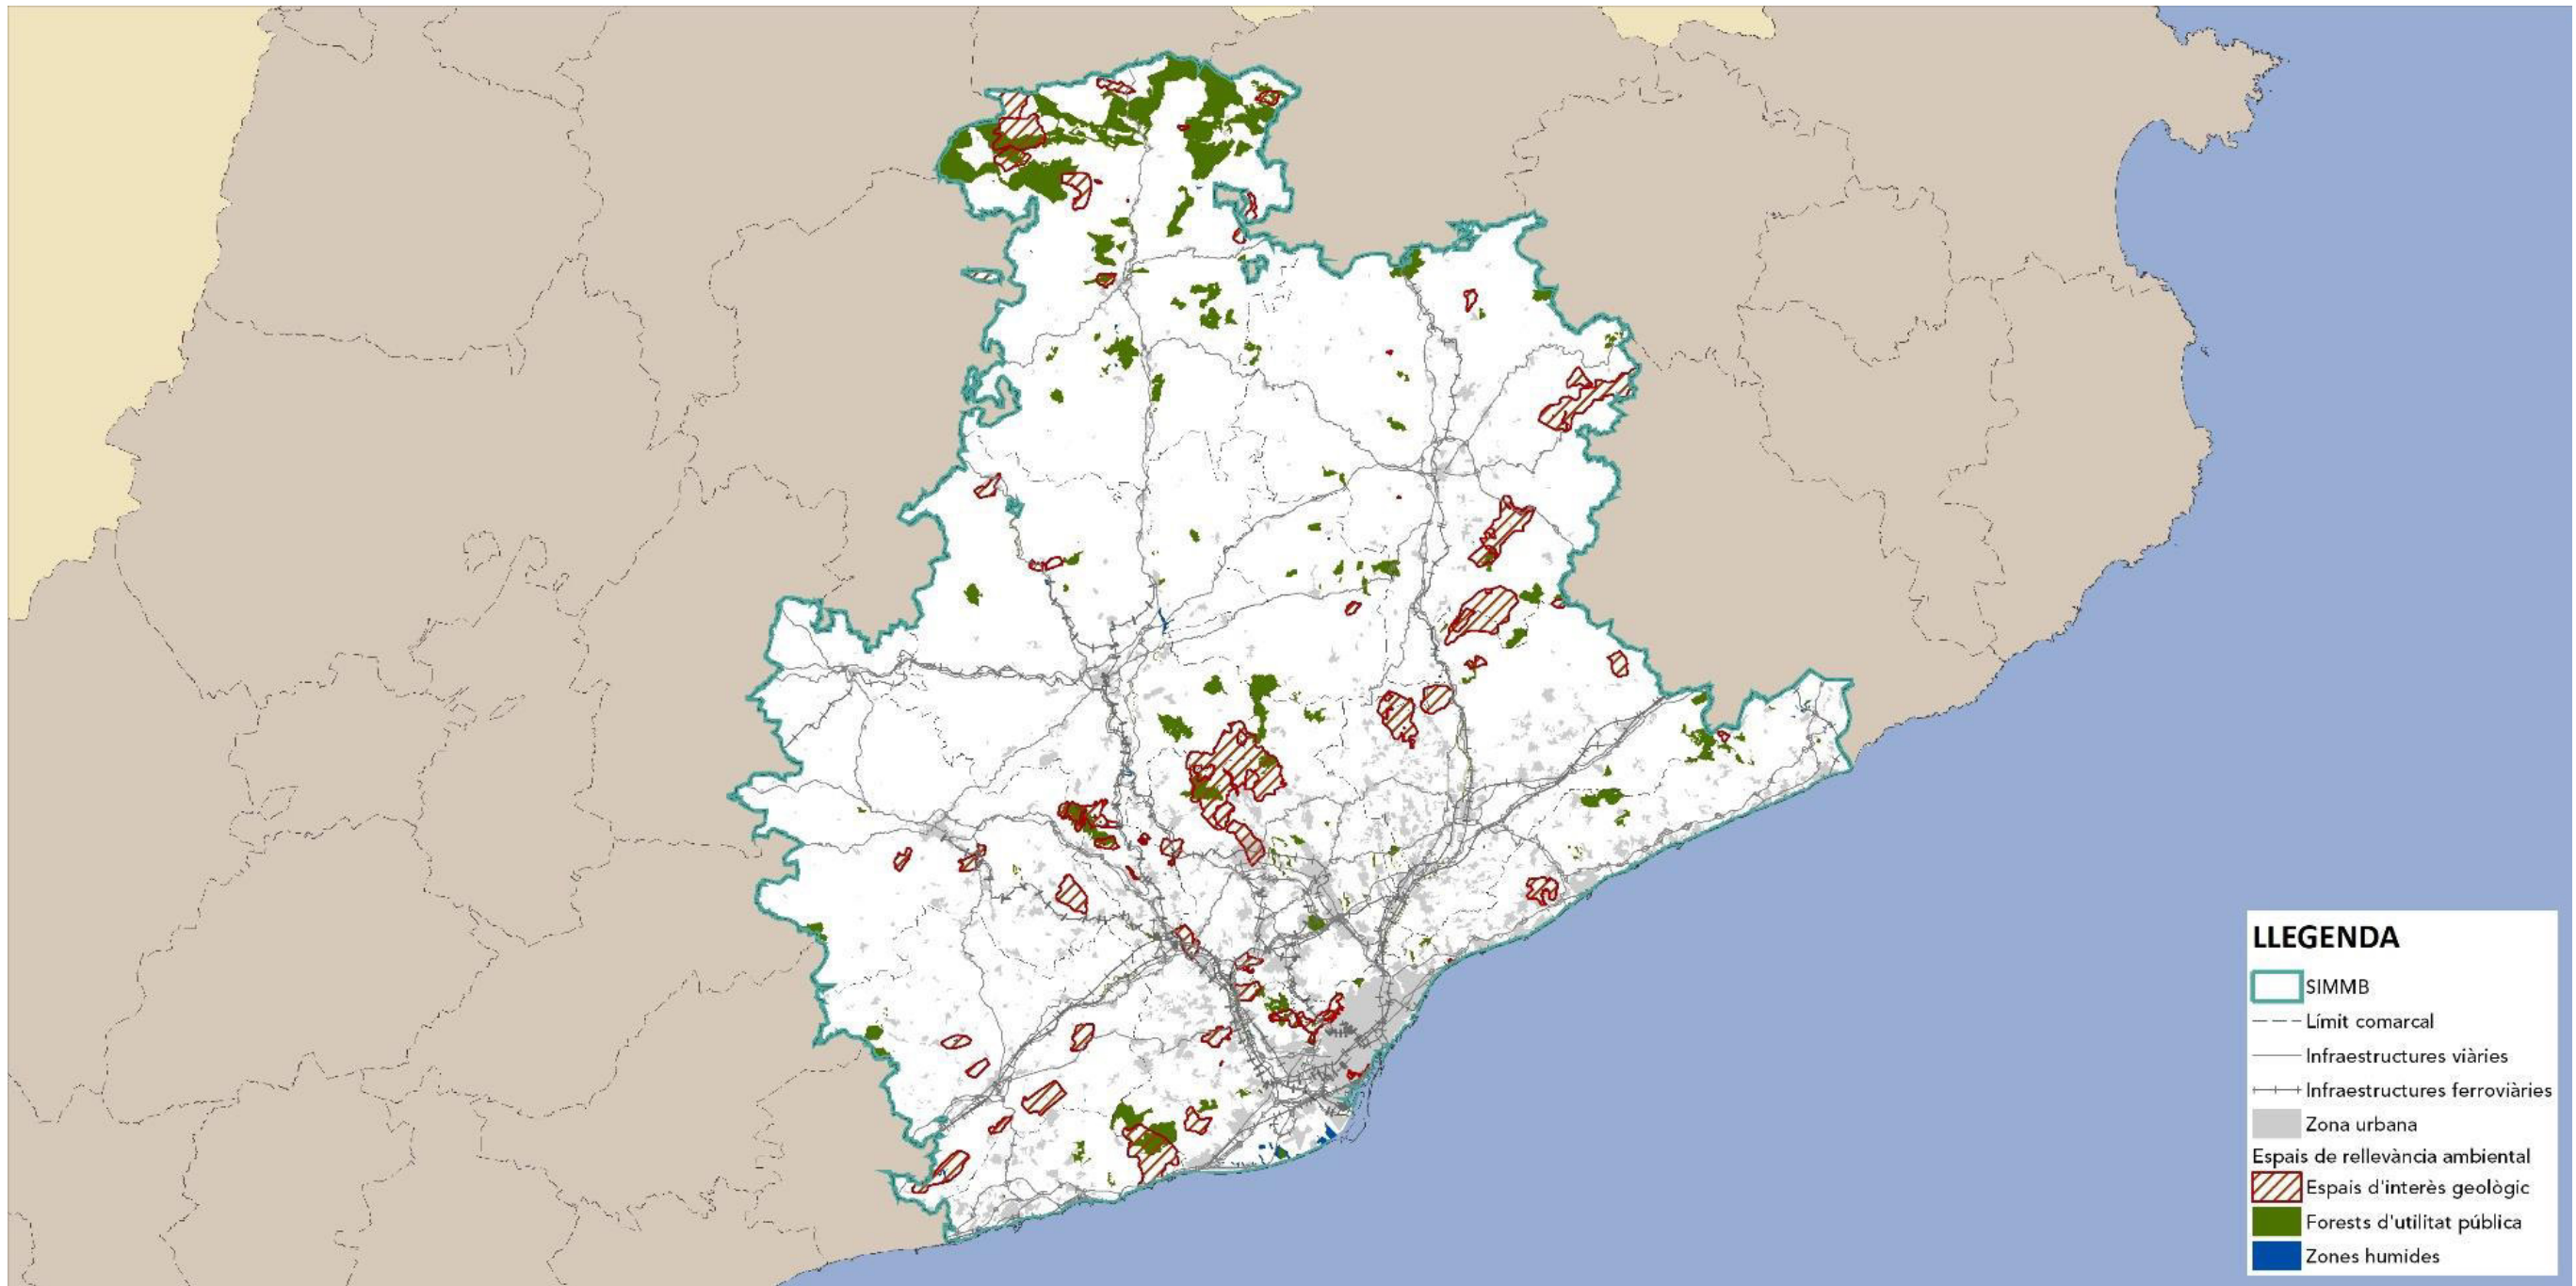 LLEGENDA
SIMMB
Límit comarcal
Infraestructures viàries
Infraestructures ferroviàries
Zona urbana
Espais de rellevància ambiental
Espais d'interès geològic
Forests d'utilitat pública
Zones humides